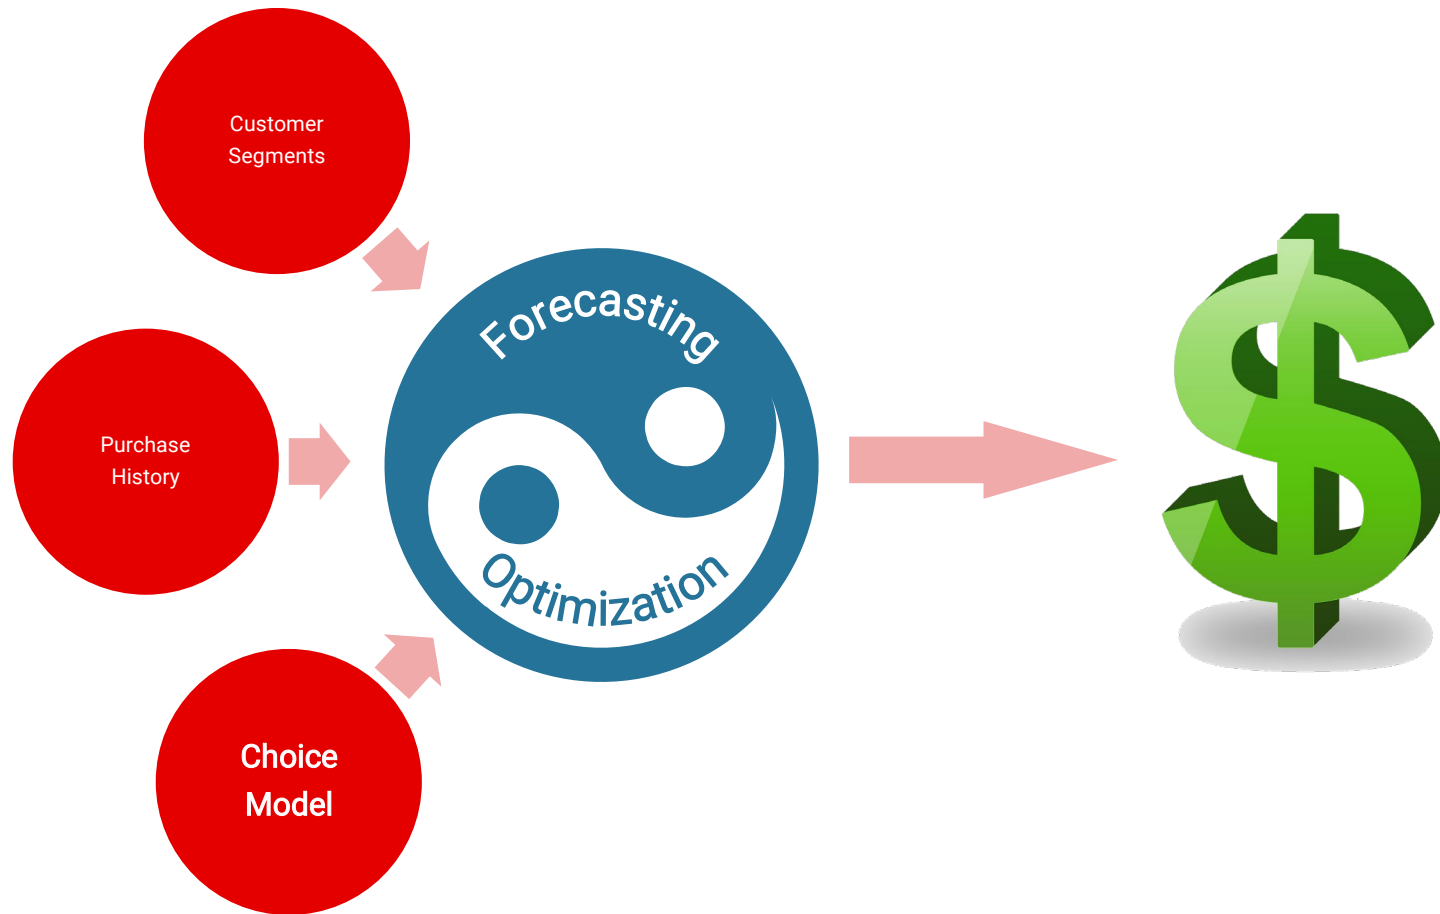 Customer
Segments
Forecasting
Purchase
History
Optimization
Choice
Model